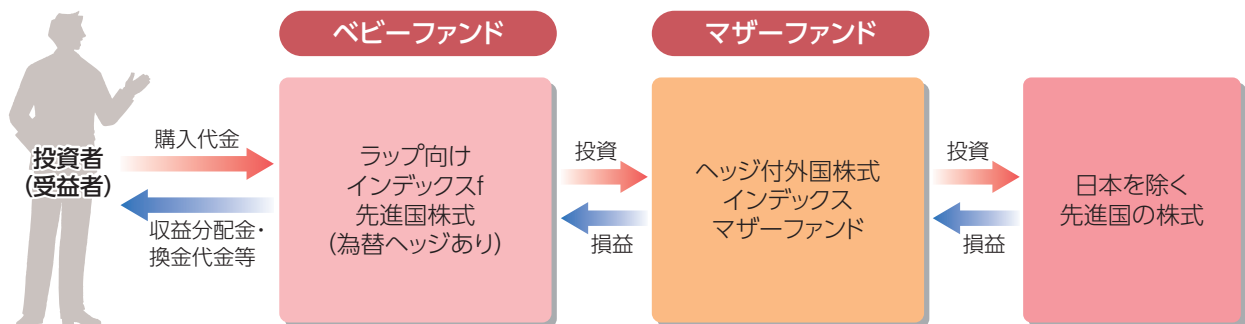 ベビーファンド
マザーファンド
投資者
(受益者)
購入代金
収益分配金・
換金代金等
ラップ向け
インデックスf
先進国株式
(為替ヘッジあり)
投資
損益
ヘッジ付外国株式
インデックス
マザーファンド
投資
損益
日本を除く
先進国の株式